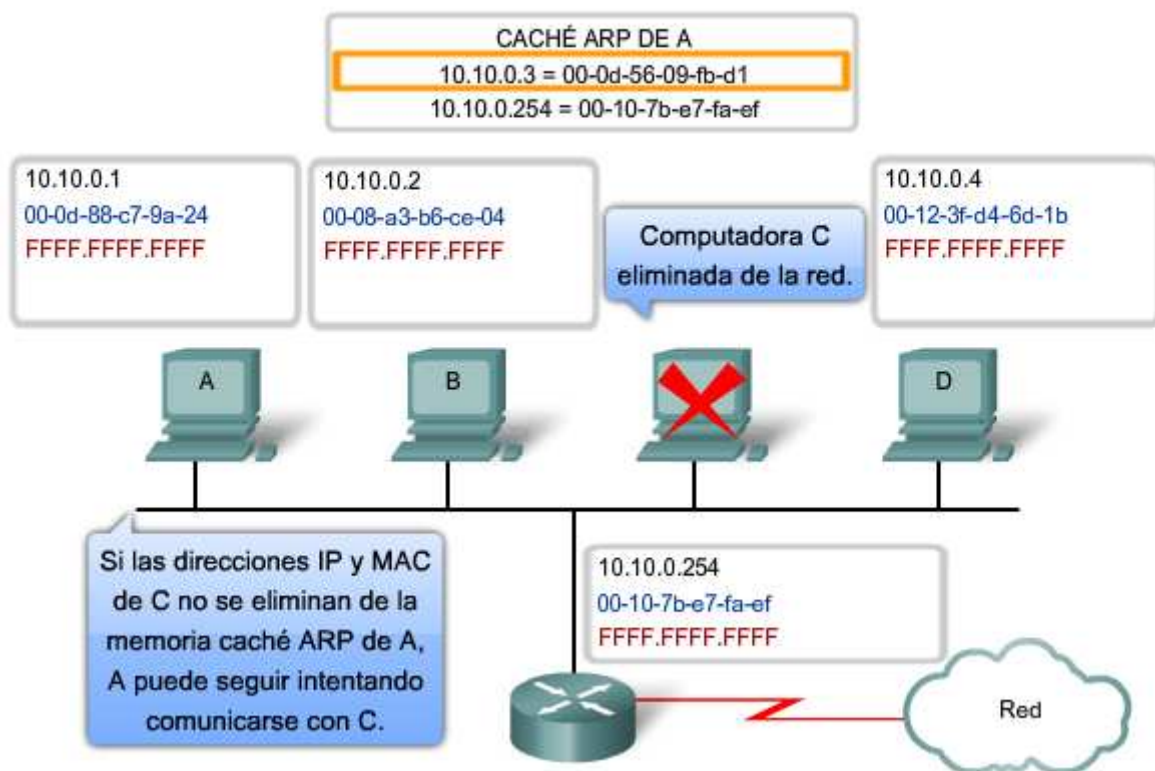 CACHÉ ARP DE A
10.10.0.3 = 00-0d-56-09-fb-d1
10.10.0.254 = 00-10-7b-e7-fa-ef
10.10.0.1
00-0d-88-c7-9a-24
FFFF.FFFF.FFFF
10.10.0.2
00-08-a3-b6-ce-04
FFFF.FFFF.FFFF
Computadora C
eliminada de la red.
10.10.0.4
00-12-3f-d4-6d-1b
FFFF.FFFF.FFFF
A
B
D
Si las direcciones IP y MAC
de C no se eliminan de la
memoria caché ARP de A,
A puede seguir intentando
comunicarse con C.
10.10.0.254
00-10-7b-e7-fa-ef
FFFF.FFFF.FFFF
Red